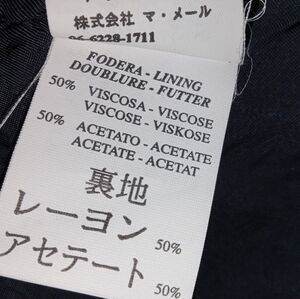 株式会社 マ・メール
06-6228-1711
FODERA - LINING
DOUBLURE - FUTTER
50% VISCOSA - VISCOSE
VISCOSE - VISKOSE
50% ACETATO - ACETATE
ACETATE - ACETAT
裏地
レーヨン 50%
アセテート 50%